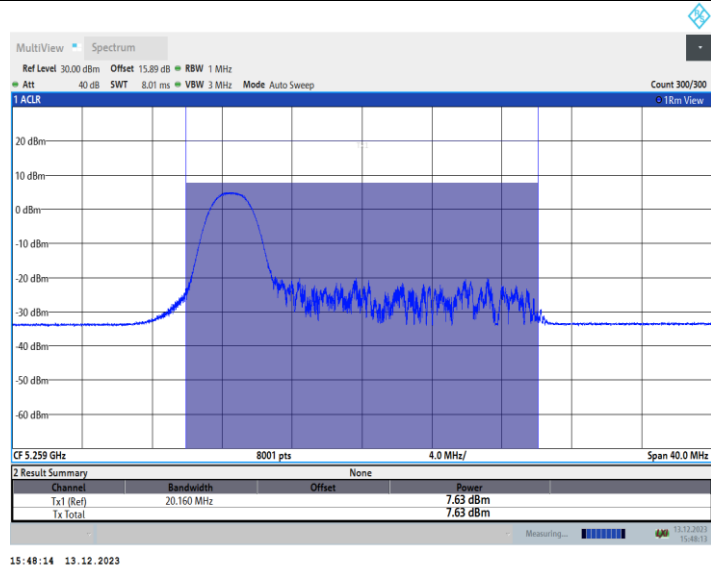 R S
MultiView Spectrum
Ref Level 30.00 dBm Offset 15.89 dB RBW 1 MHz
Att 40 dB SWT 8.01 ms VBW 3 MHz Mode Auto Sweep Count 300/300
1 ACLR 1Rm View
20 dBm
10 dBm
0 dBm
-10 dBm
-20 dBm
-30 dBm
-40 dBm
-50 dBm
-60 dBm
CF 5.259 GHz 8001 pts 4.0 MHz/ Span 40.0 MHz
2 Result Summary None
Channel Bandwidth Offset Power
Tx1 (Ref) 20.160 MHz 7.63 dBm
Tx Total 7.63 dBm
Measuring... 13.12.2023
15:48:13
15:48:14 13.12.2023